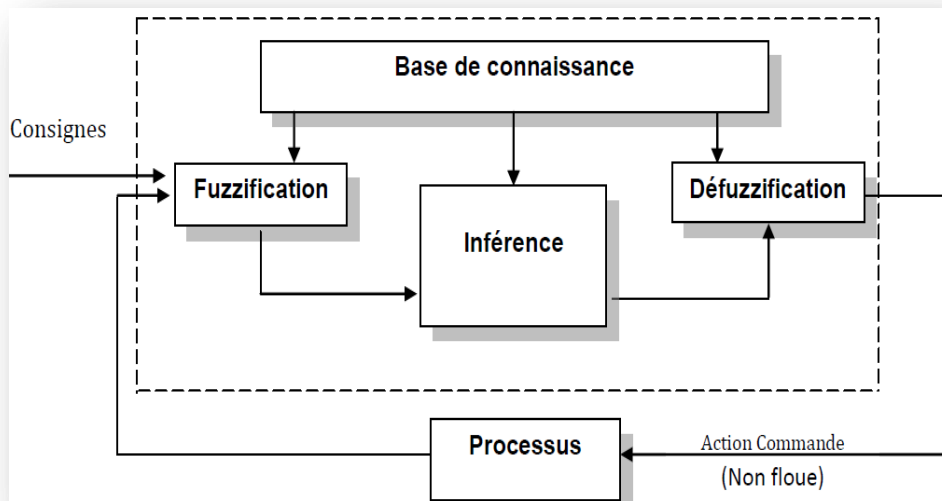 Base de connaissance
Consignes
Fuzzification
Défuzzification
Inférence
Processus
Action Commande
(Non floue)